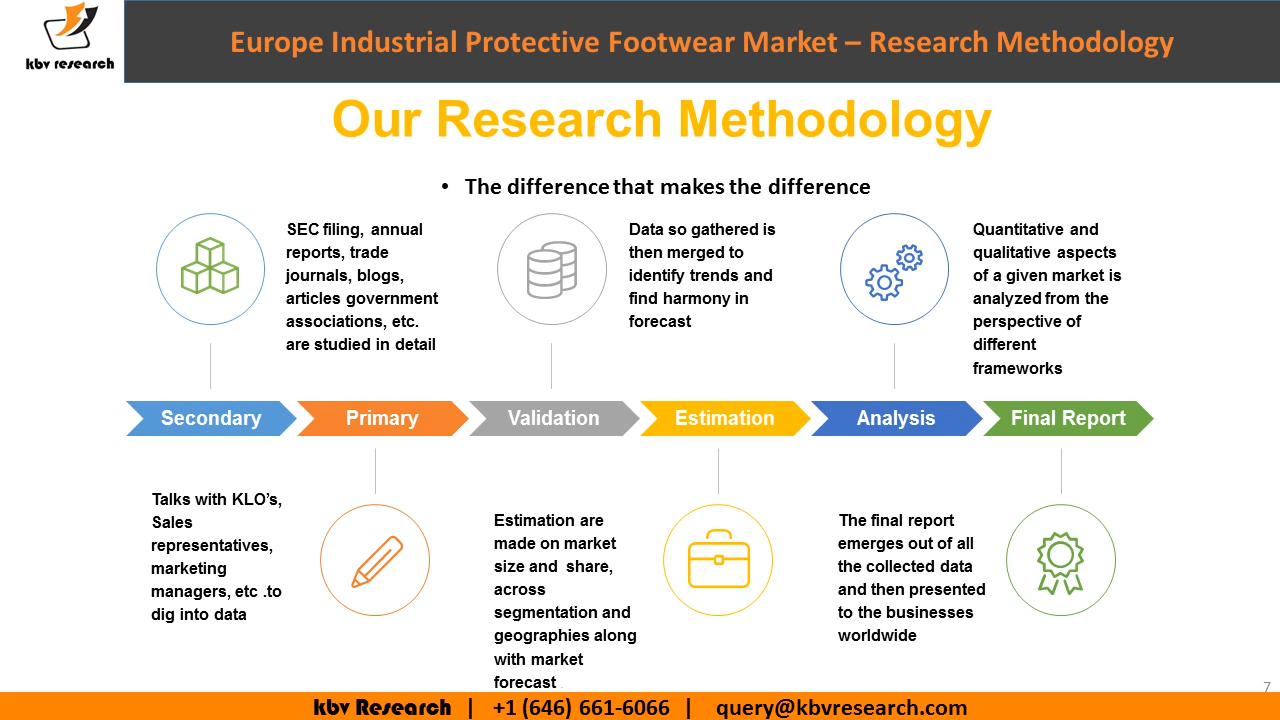 kbv research
Europe Industrial Protective Footwear Market – Research Methodology
Our Research Methodology
• The difference that makes the difference
SEC filing, annual
reports, trade
journals, blogs,
articles government
associations, etc.
are studied in detail
Data so gathered is
then merged to
identify trends and
find harmony in
forecast
Quantitative and
qualitative aspects
of a given market is
analyzed from the
perspective of
different
frameworks
Secondary
Primary
Validation
Estimation
Analysis
Final Report
Talks with KLO’s,
Sales
representatives,
marketing
managers, etc .to
dig into data
Estimation are
made on market
size and  share,
across
segmentation and
geographies along
with market
forecast .
The final report
emerges out of all
the collected data
and then presented
to the businesses
worldwide
7
kbv Research | +1 (646) 661-6066 | query@kbvresearch.com